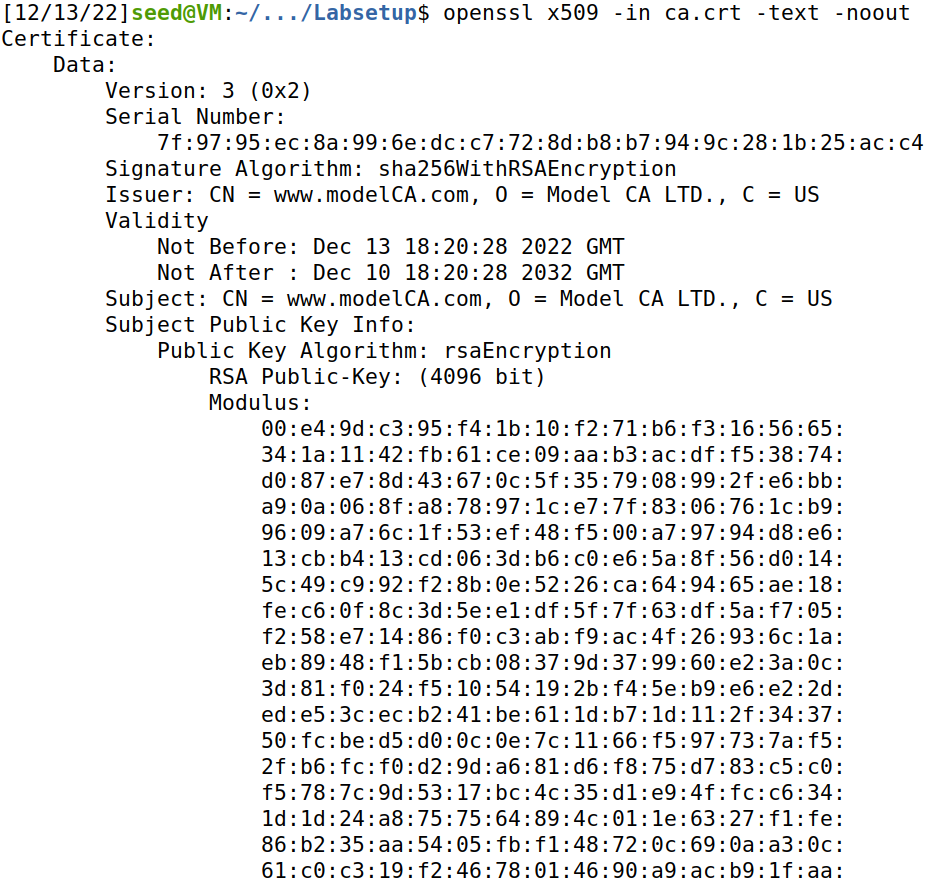 [12/13/22]seed@VM:~/.../Labsetup$ openssl x509 -in ca.crt -text -noout
Certificate:
    Data:
        Version: 3 (0x2)
        Serial Number:
            7f:97:95:ec:8a:99:6e:dc:c7:72:8d:b8:b7:94:9c:28:1b:25:ac:c4
        Signature Algorithm: sha256WithRSAEncryption
        Issuer: CN = www.modelCA.com, O = Model CA LTD., C = US
        Validity
            Not Before: Dec 13 18:20:28 2022 GMT
            Not After : Dec 10 18:20:28 2032 GMT
        Subject: CN = www.modelCA.com, O = Model CA LTD., C = US
        Subject Public Key Info:
            Public Key Algorithm: rsaEncryption
                RSA Public-Key: (4096 bit)
                Modulus:
                    00:e4:9d:c3:95:f4:1b:10:f2:71:b6:f3:16:56:65:
                    34:1a:11:42:fb:61:ce:09:aa:b3:ac:df:f5:38:74:
                    d0:87:e7:8d:43:67:0c:5f:35:79:08:99:2f:e6:bb:
                    a9:0a:06:8f:a8:78:97:1c:e7:7f:83:06:76:1c:b9:
                    96:09:a7:6c:1f:53:ef:48:f5:00:a7:97:94:d8:e6:
                    13:cb:b4:13:cd:06:3d:b6:c0:e6:5a:8f:56:d0:14:
                    5c:49:c9:92:f2:8b:0e:52:26:ca:64:94:65:ae:18:
                    fe:c6:0f:8c:3d:5e:e1:df:5f:7f:63:df:5a:f7:05:
                    f2:58:e7:14:86:f0:c3:ab:f9:ac:4f:26:93:6c:1a:
                    eb:89:48:f1:5b:cb:08:37:9d:37:99:60:e2:3a:0c:
                    3d:81:f0:24:f5:10:54:19:2b:f4:5e:b9:e6:e2:2d:
                    ed:e5:3c:ec:b2:41:be:61:1d:b7:1d:11:2f:34:37:
                    50:fc:be:d5:d0:0c:0e:7c:11:66:f5:97:73:7a:f5:
                    2f:b6:fc:f0:d2:9d:a6:81:d6:f8:75:d7:83:c5:c0:
                    f5:78:7c:9d:53:17:bc:4c:35:d1:e9:4f:fc:c6:34:
                    1d:1d:24:a8:75:75:64:89:4c:01:1e:63:27:f1:fe:
                    86:b2:35:aa:54:05:fb:f1:48:72:0c:69:0a:a3:0c:
                    61:c0:c3:19:f2:46:78:01:46:90:a9:ac:b9:1f:aa: